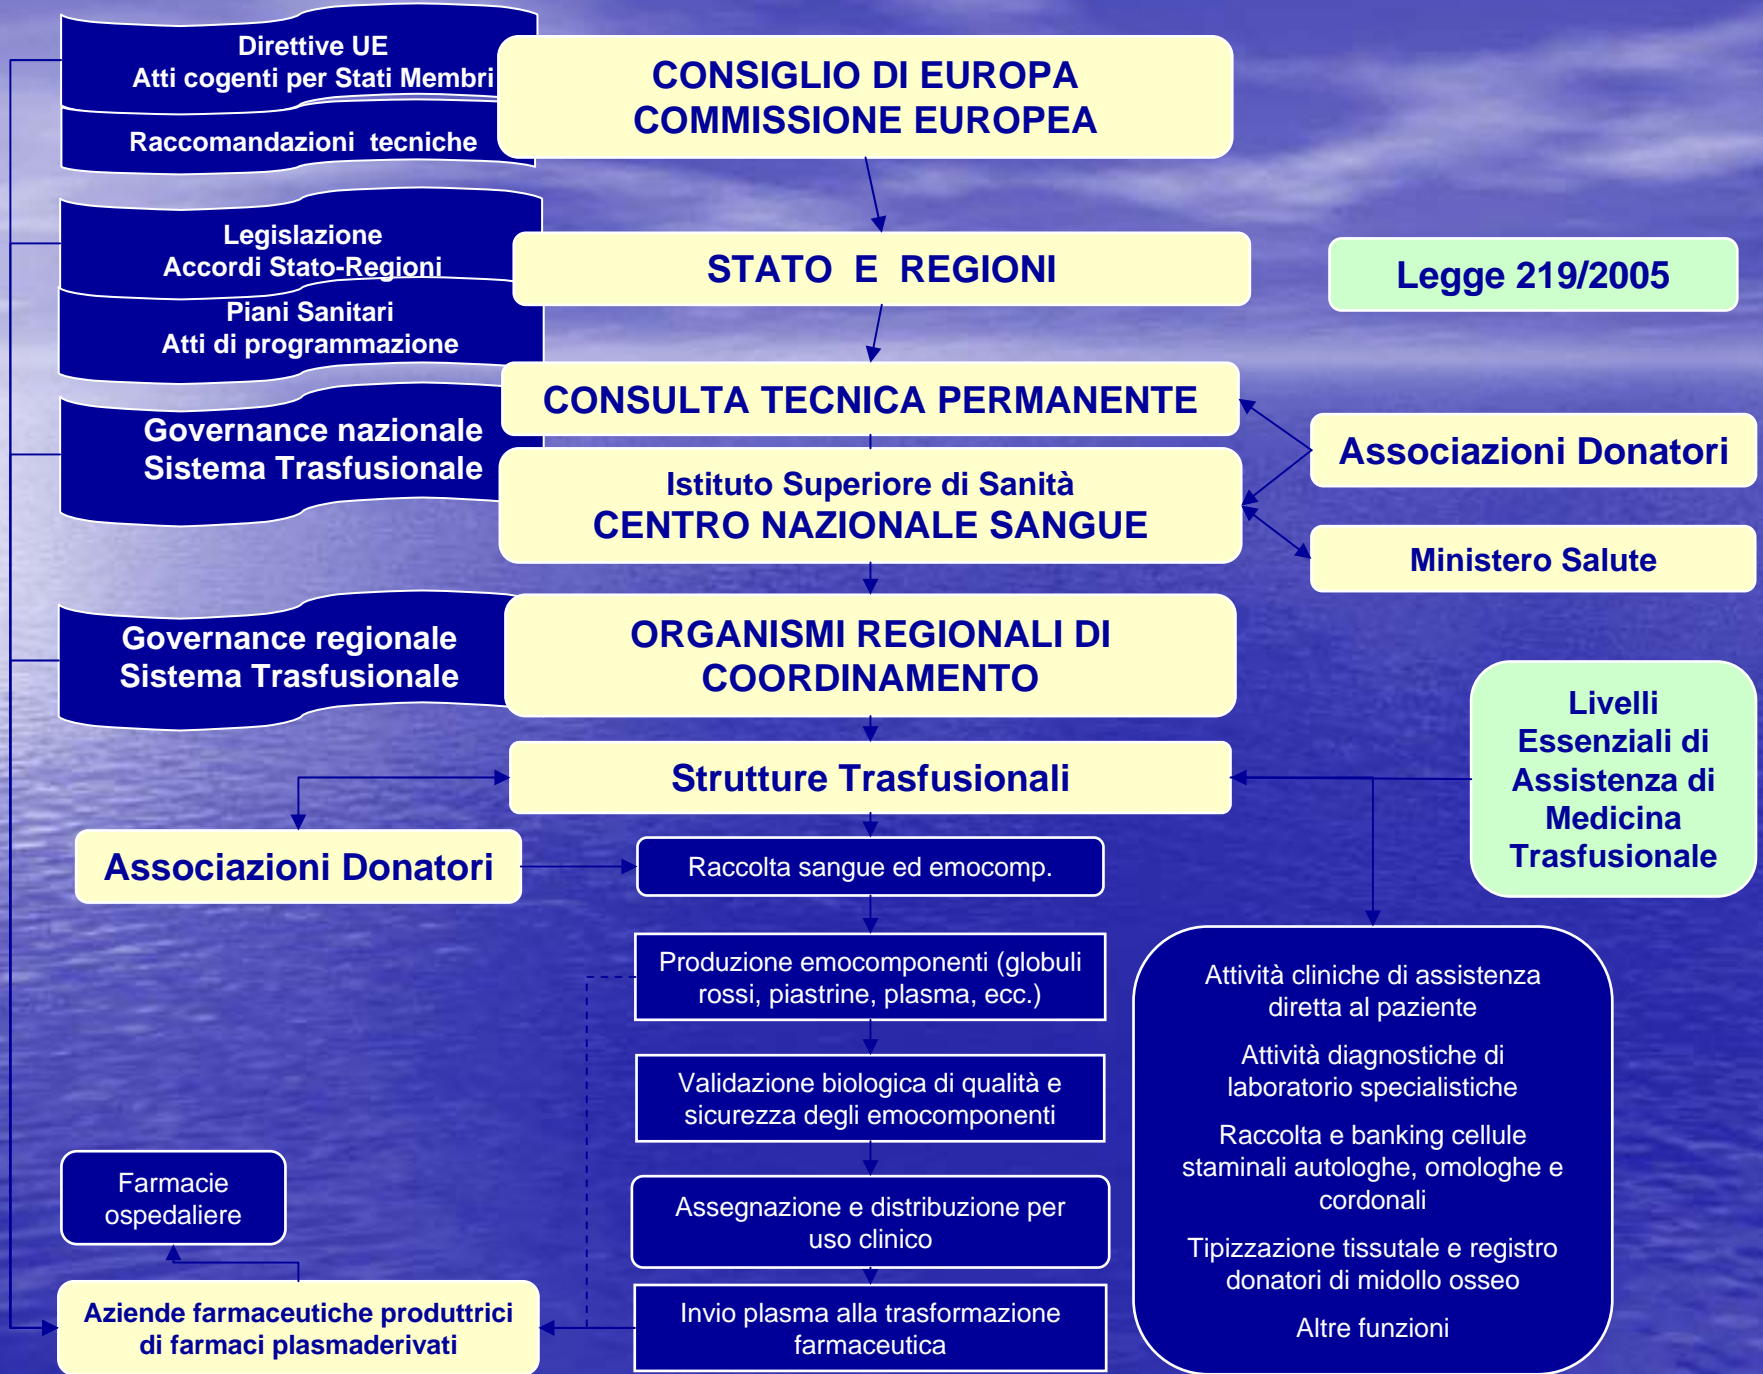 Direttive UE
Atti cogenti per Stati Membri
Raccomandazioni tecniche
CONSIGLIO DI EUROPA
COMMISSIONE EUROPEA
Legislazione
Accordi Stato-Regioni
Piani Sanitari
Atti di programmazione
STATO E REGIONI
Legge 219/2005
CONSULTA TECNICA PERMANENTE
Governance nazionale
Sistema Trasfusionale
Istituto Superiore di Sanità
CENTRO NAZIONALE SANGUE
Associazioni Donatori
Ministero Salute
Governance regionale
Sistema Trasfusionale
ORGANISMI REGIONALI DI
COORDINAMENTO
Livelli
Essenziali di
Assistenza di
Medicina
Trasfusionale
Strutture Trasfusionali
Associazioni Donatori
Raccolta sangue ed emocomp.
Produzione emocomponenti (globuli
rossi, piastrine, plasma, ecc.)
Validazione biologica di qualità e
sicurezza degli emocomponenti
Assegnazione e distribuzione per
uso clinico
Invio plasma alla trasformazione
farmaceutica
Farmacie
ospedaliere
Aziende farmaceutiche produttrici
di farmaci plasmaderivati
Attività cliniche di assistenza
diretta al paziente
Attività diagnostiche di
laboratorio specialistiche
Raccolta e banking cellule
staminali autologhe, omologhe e
cordonali
Tipizzazione tissutale e registro
donatori di midollo osseo
Altre funzioni